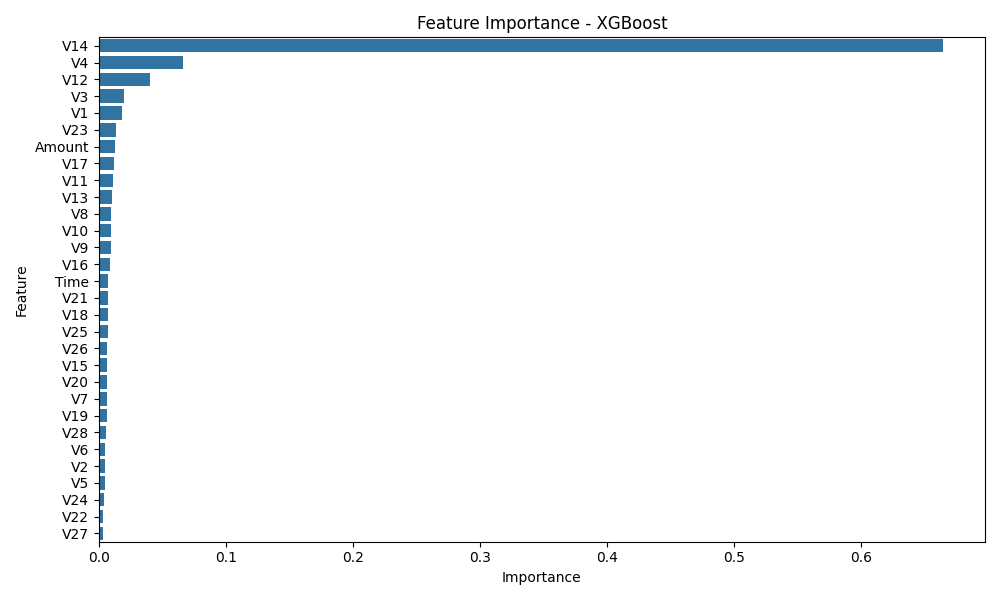 Feature Importance - XGBoost
V14
V4
V12
V3
V1
V23
Amount
V17
V11
V13
V8
V10
V9
V16
Time
V21
V18
V25
V26
V15
V20
V7
V19
V28
V6
V2
V5
V24
V22
V27
Feature
0.0 0.1 0.2 0.3 0.4 0.5 0.6
Importance